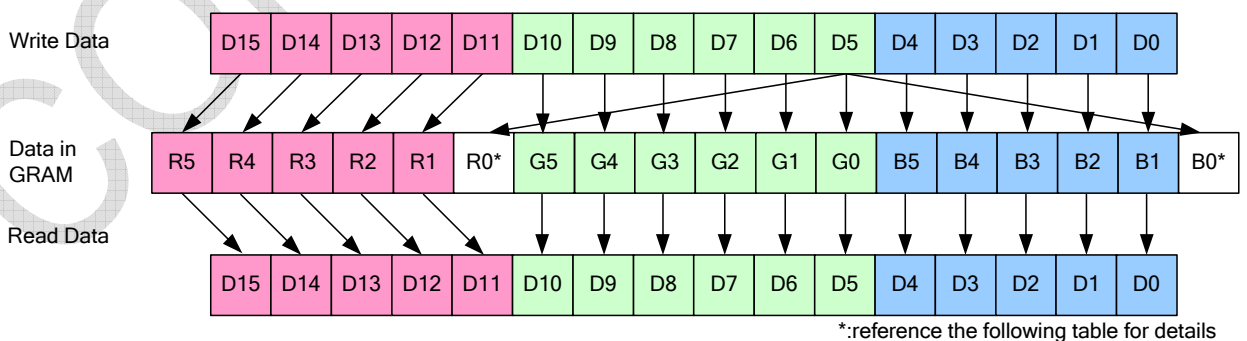 Write Data D15 D14 D13 D12 D11 D10 D9 D8 D7 D6 D5 D4 D3 D2 D1 D0
Data in
GRAM
R5 R4 R3 R2 R1 R0* G5 G4 G3 G2 G1 G0 B5 B4 B3 B2 B1 B0*
Read Data
D15 D14 D13 D12 D11 D10 D9 D8 D7 D6 D5 D4 D3 D2 D1 D0
*:reference the following table for details